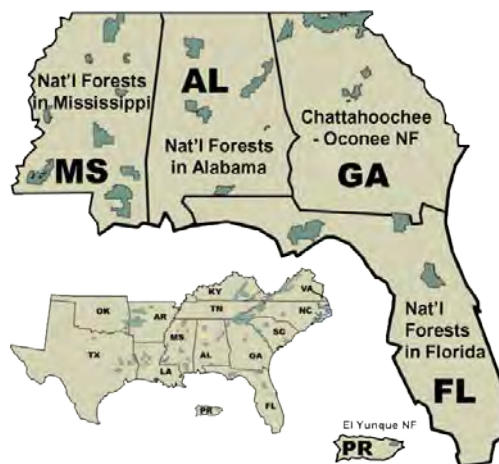 Nat'l Forests
in Mississippi
MS
AL
Nat'l Forests
in Alabama
Chattahoochee
- Oconee NF
GA
Nat'l
Forests
in Florida
FL
El Yunque NF
PR
KY
VA
OK
AR
TN
NC
MS
SC
TX
AL
GA
LA
FL
PR